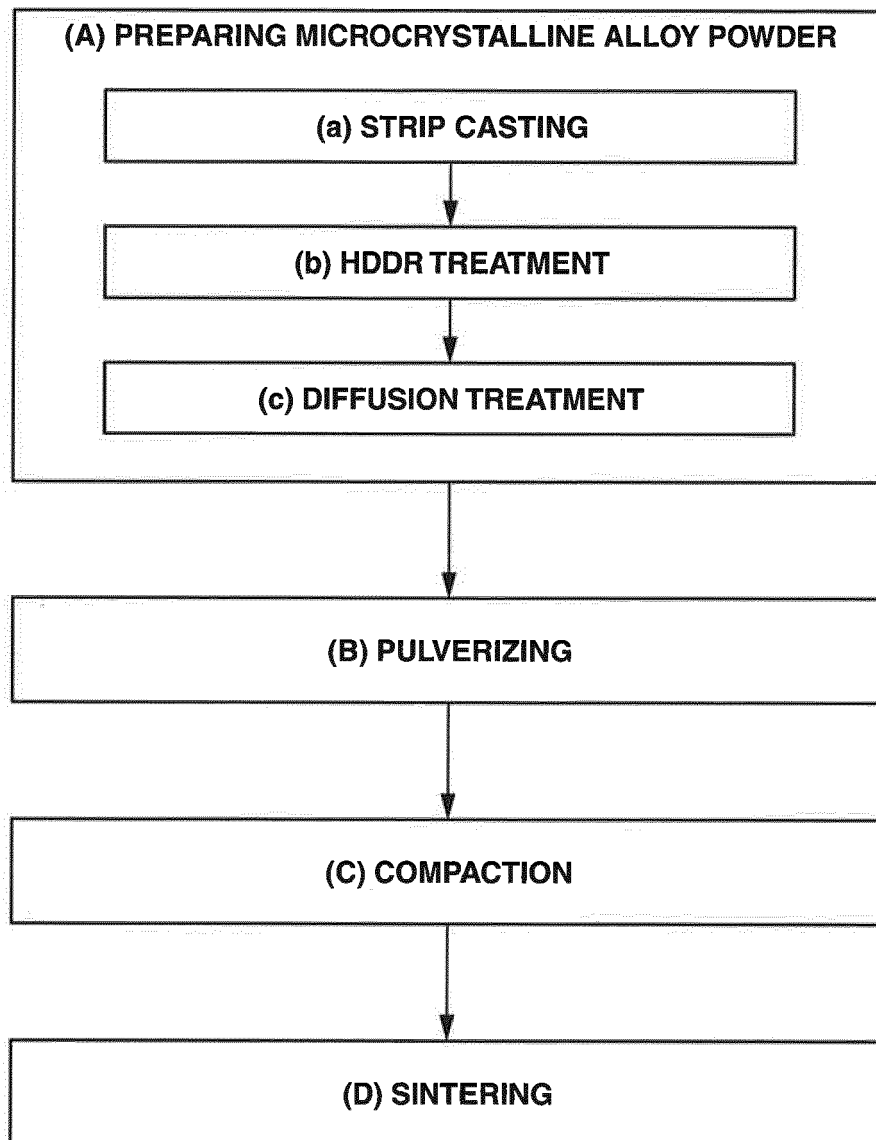 (A) PREPARING MICROCRYSTALLINE ALLOY POWDER
(a) STRIP CASTING
(b) HDDR TREATMENT
(c) DIFFUSION TREATMENT
(B) PULVERIZING
(C) COMPACTION
(D) SINTERING